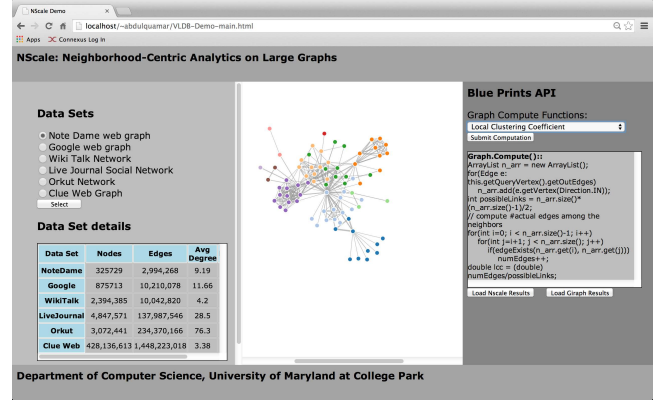 NScale Demo
localhost/~abdulquamar/VLDB-Demo-main.html
Apps
Connexus Log In
NScale: Neighborhood-Centric Analytics on Large Graphs
Data Sets
Note Dame web graph
Google web graph
Wiki Talk Network
Live Journal Social Network
Orkut Network
Clue Web Graph
Select
Data Set details
Data Set Nodes Edges Avg Degree
NoteDame 325729 2,994,268 9.19
Google 875713 10,210,078 11.66
WikiTalk 2,394,385 10,042,820 4.2
LiveJournal 4,847,571 137,987,546 28.5
Orkut 3,072,441 234,370,166 76.3
Clue Web 428,136,613 1,448,223,018 3.38
Blue Prints API
Graph Compute Functions:
Local Clustering Coefficient
Submit Computation
Graph.Compute()::
ArrayList n_arr = new ArrayList();
for(Edge e:
this.getQueryVertex().getOutEdges)
n_arr.add(e.getVertex(Direction.IN));
int possibleLinks = n_arr.size()*
(n_arr.size()-1)/2;
// compute #actual edges among the
neighbors
for(int i=0; i < n_arr.size()-1; i++)
for(int j=i+1; j < n_arr.size(); j++)
if(edgeExists(n_arr.get(i), n_arr.get(j)))
numEdges++;
double lcc = (double)
numEdges/possibleLinks;
Load Nscale Results
Load Giraph Results
Department of Computer Science, University of Maryland at College Park